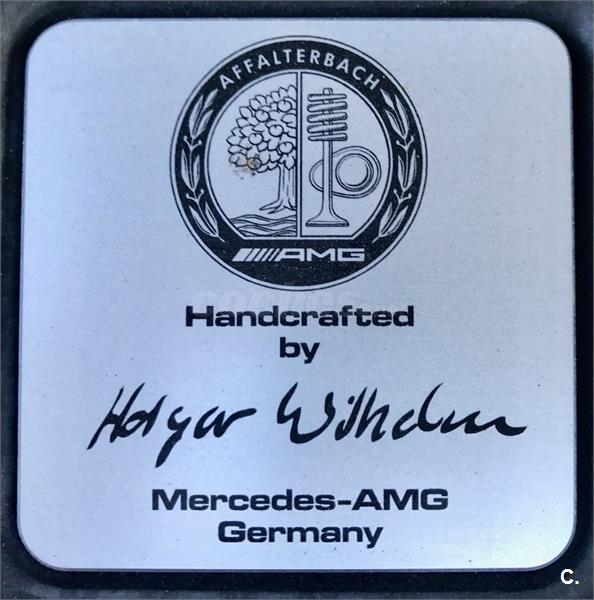 AFFALTERBACH
AMG
Handcrafted
by
Holger Wilhelm
Mercedes-AMG
Germany
C.